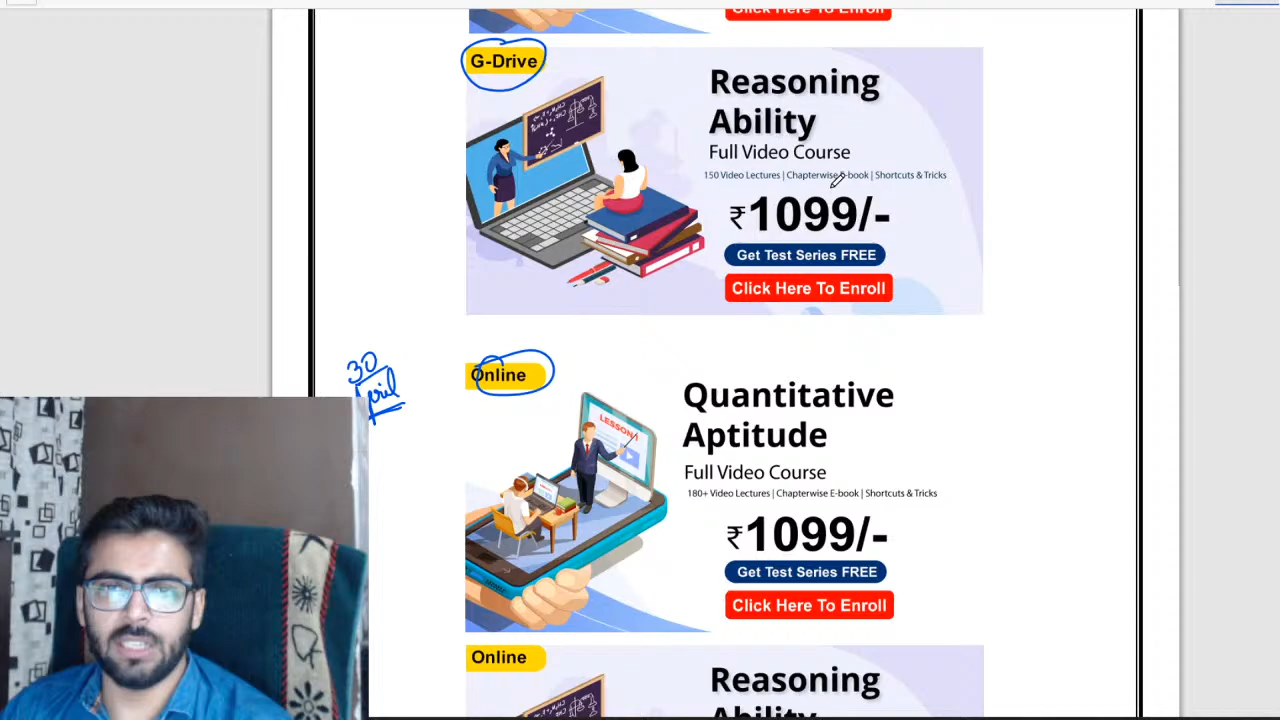 Click Here To Enroll
G-Drive
Reasoning
Ability
Full Video Course
150 Video Lectures | Chapterwise E-book | Shortcuts & Tricks
₹1099/-
Get Test Series FREE
Click Here To Enroll
30
Online
LESSON
Quantitative
Aptitude
Full Video Course
180+ Video Lectures | Chapterwise E-book | Shortcuts & Tricks
₹1099/-
Get Test Series FREE
Click Here To Enroll
Online
Reasoning
Ability